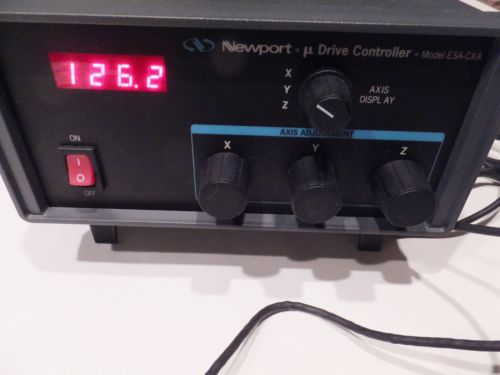 Newport • μ Drive Controller - Model ESA-CXA
126.2
X
Y
Z
AXIS
DISPLAY
AXIS ADJUSTMENT
X Y Z
ON
I
O
OFF